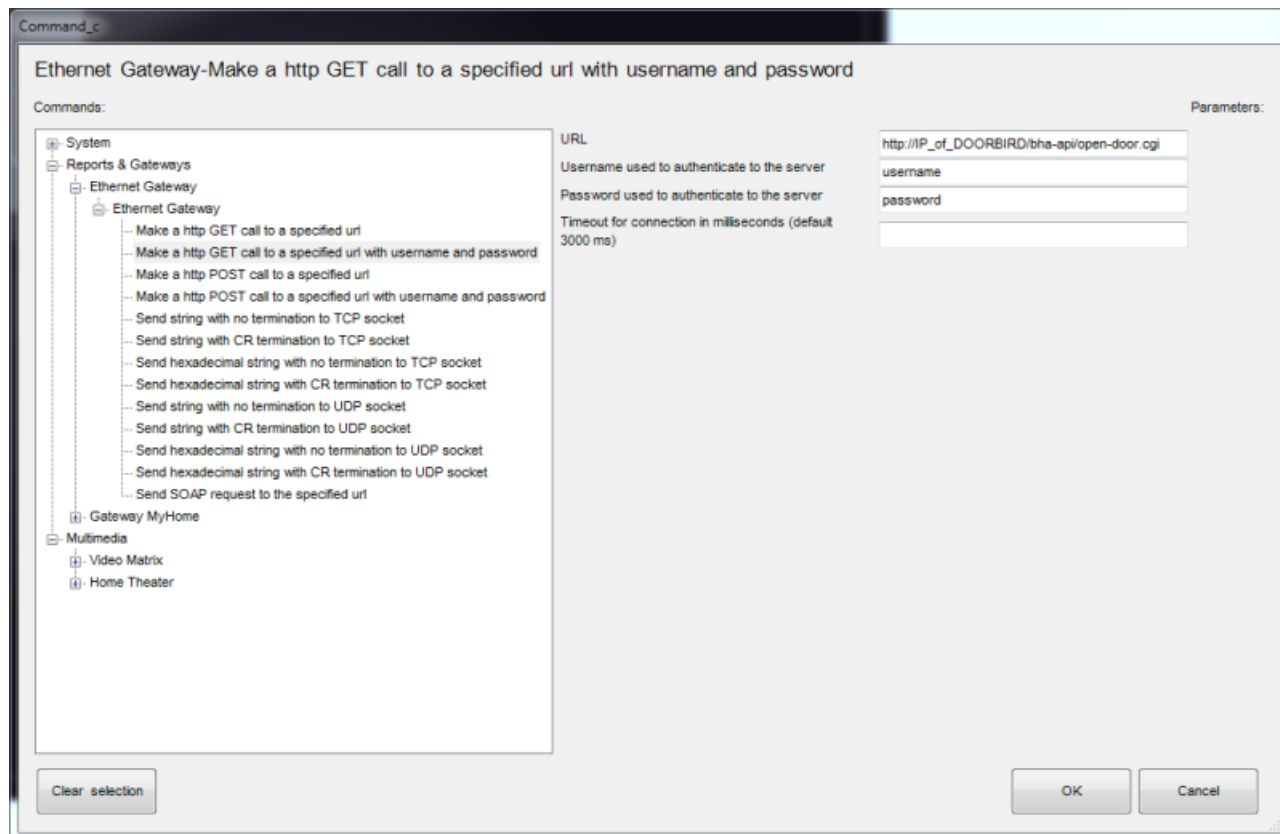 Command_c
Ethernet Gateway-Make a http GET call to a specified url with username and password
Commands:
Parameters:
System
Reports & Gateways
Ethernet Gateway
Ethernet Gateway
Make a http GET call to a specified url
Make a http GET call to a specified url with username and password
Make a http POST call to a specified url
Make a http POST call to a specified url with username and password
Send string with no termination to TCP socket
Send string with CR termination to TCP socket
Send hexadecimal string with no termination to TCP socket
Send hexadecimal string with CR termination to TCP socket
Send string with no termination to UDP socket
Send string with CR termination to UDP socket
Send hexadecimal string with no termination to UDP socket
Send hexadecimal string with CR termination to UDP socket
Send SOAP request to the specified url
Gateway MyHome
Multimedia
Video Matrix
Home Theater
URL
http://IP_of_DOORBIRD/bha-api/open-door.cgi
Username used to authenticate to the server
username
Password used to authenticate to the server
password
Timeout for connection in milliseconds (default
3000 ms)
Clear selection
OK
Cancel